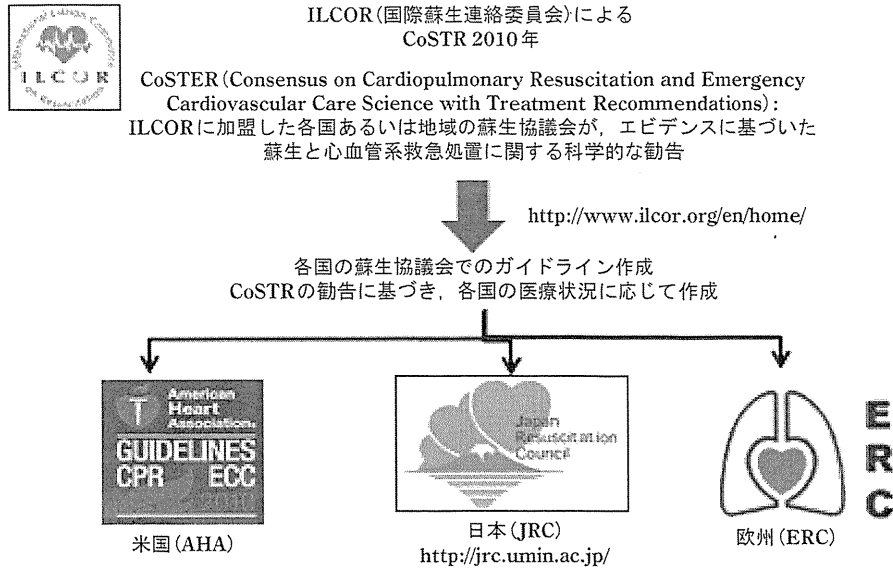 ILCOR(国際蘇生連絡委員会)による
CoSTR 2010年
ILCOR
CoSTER(Consensus on Cardiopulmonary Resuscitation and Emergency
Cardiovascular Care Science with Treatment Recommendations):
ILCORに加盟した各国あるいは地域の蘇生協議会が，エビデンスに基づいた
蘇生と心血管系救急処置に関する科学的な勧告
http://www.ilcor.org/en/home/
各国の蘇生協議会でのガイドライン作成
CoSTRの勧告に基づき，各国の医療状況に応じて作成
American
Heart
Association
GUIDELINES
CPR ECC
2010
米国(AHA)
Japan
Resuscitation
Council
日本(JRC)
http://jrc.umin.ac.jp/
E
R
C
欧州(ERC)